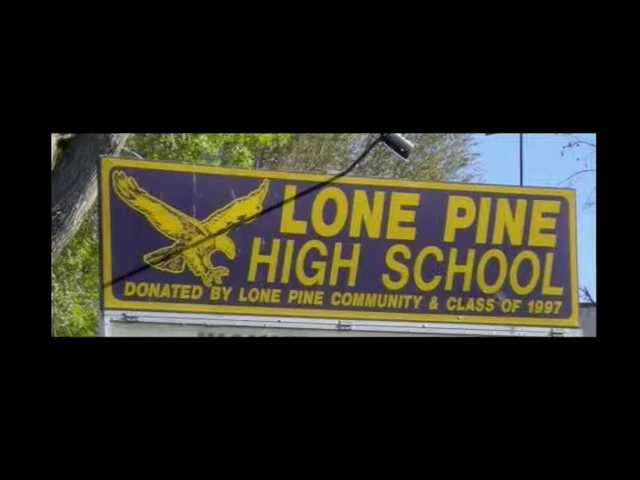 LONE PINE
HIGH SCHOOL
DONATED BY LONE PINE COMMUNITY & CLASS OF 1997